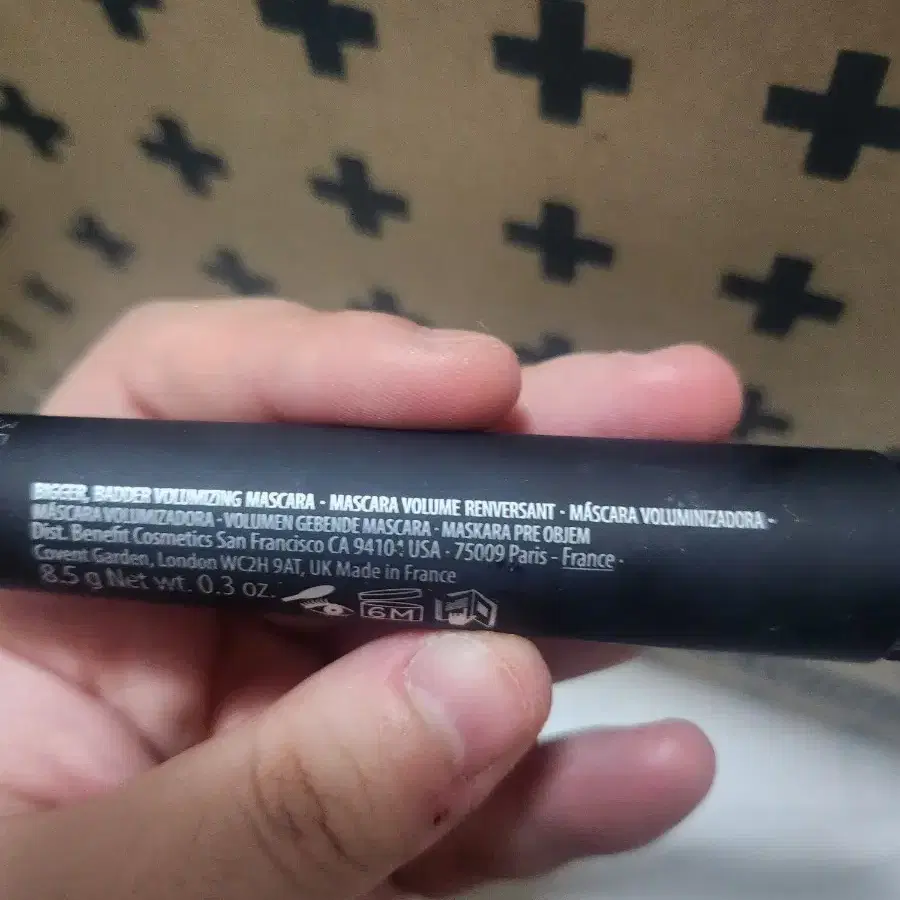 BIGGER, BADDER VOLUMIZING MASCARA - MASCARA VOLUME RENVERSANT - MÁSCARA VOLUMINIZADORA -
MÁSCARA VOLUMIZADORA - VOLUMEN GEBENDE MASCARA - MASKARA PRE OBJEM
Dist. Benefit Cosmetics San Francisco CA USA · 75009 Paris - France -
Covent Garden, London WC2H 9AT, UK Made in France
8.5 g Net wt. 0.3 oz.
6M